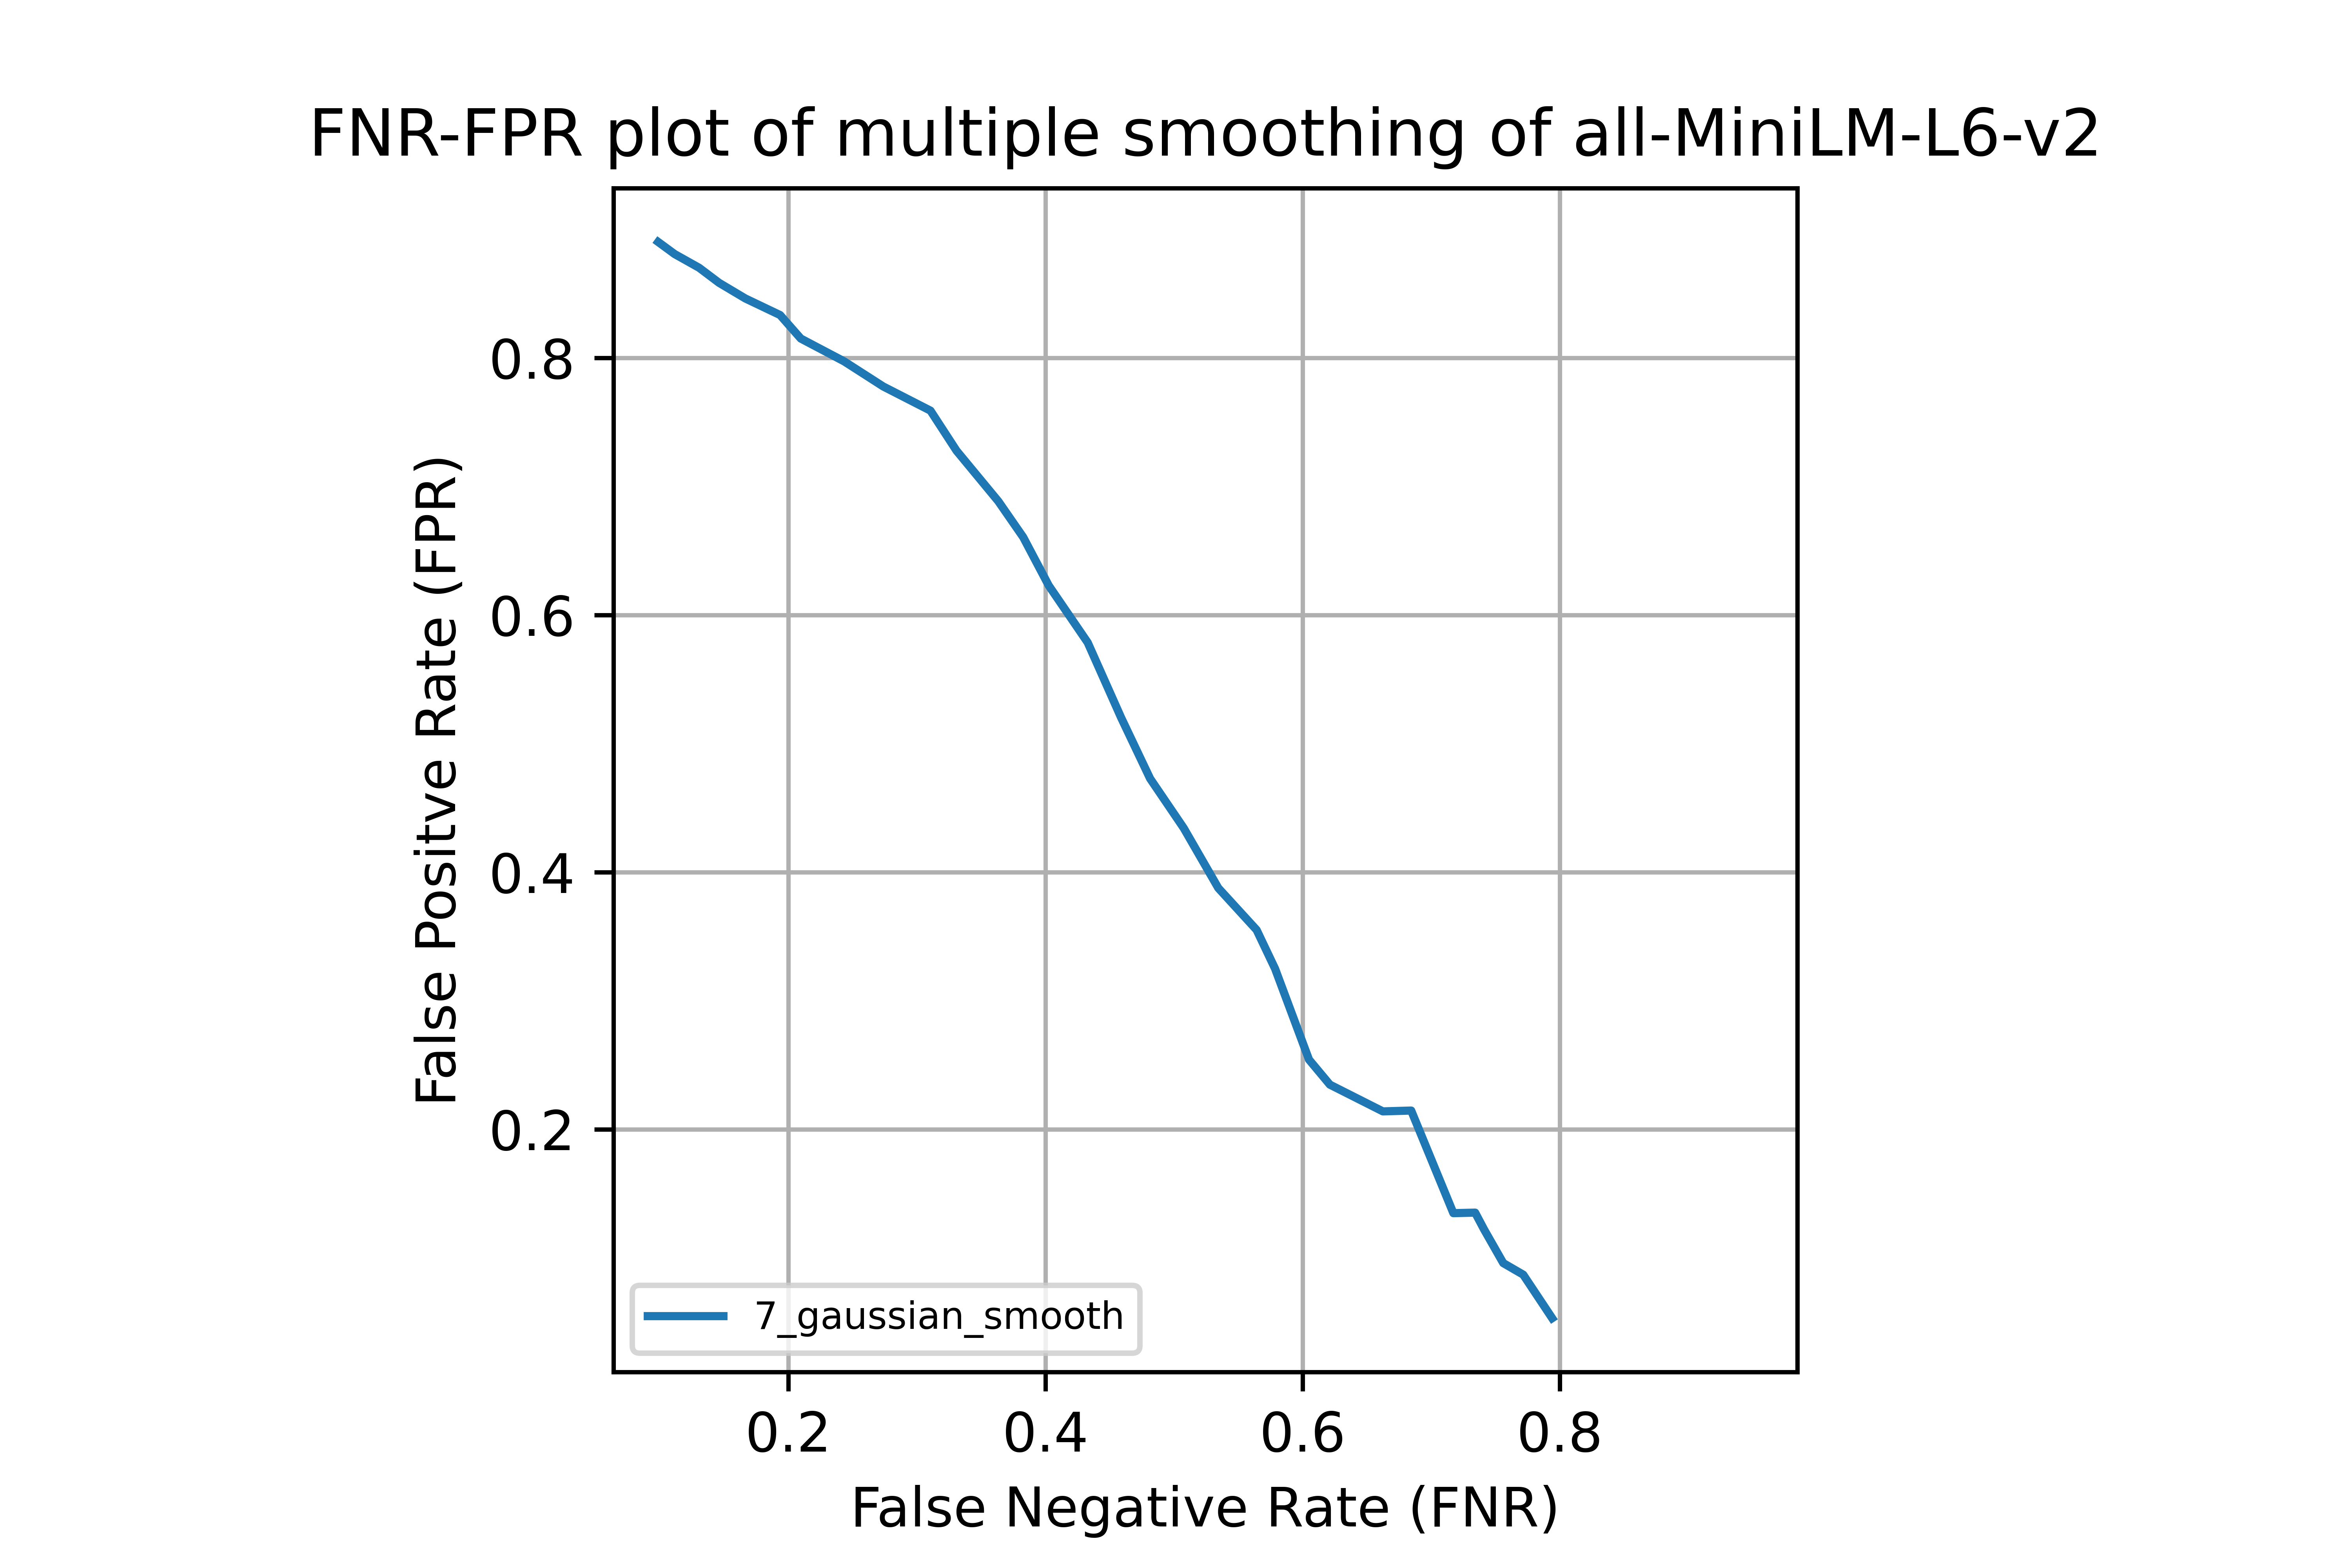 FNR-FPR plot of multiple smoothing of all-MiniLM-L6-v2
False Positve Rate (FPR)
0.8
0.6
0.4
0.2
7_gaussian_smooth
0.2 0.4 0.6 0.8
False Negative Rate (FNR)